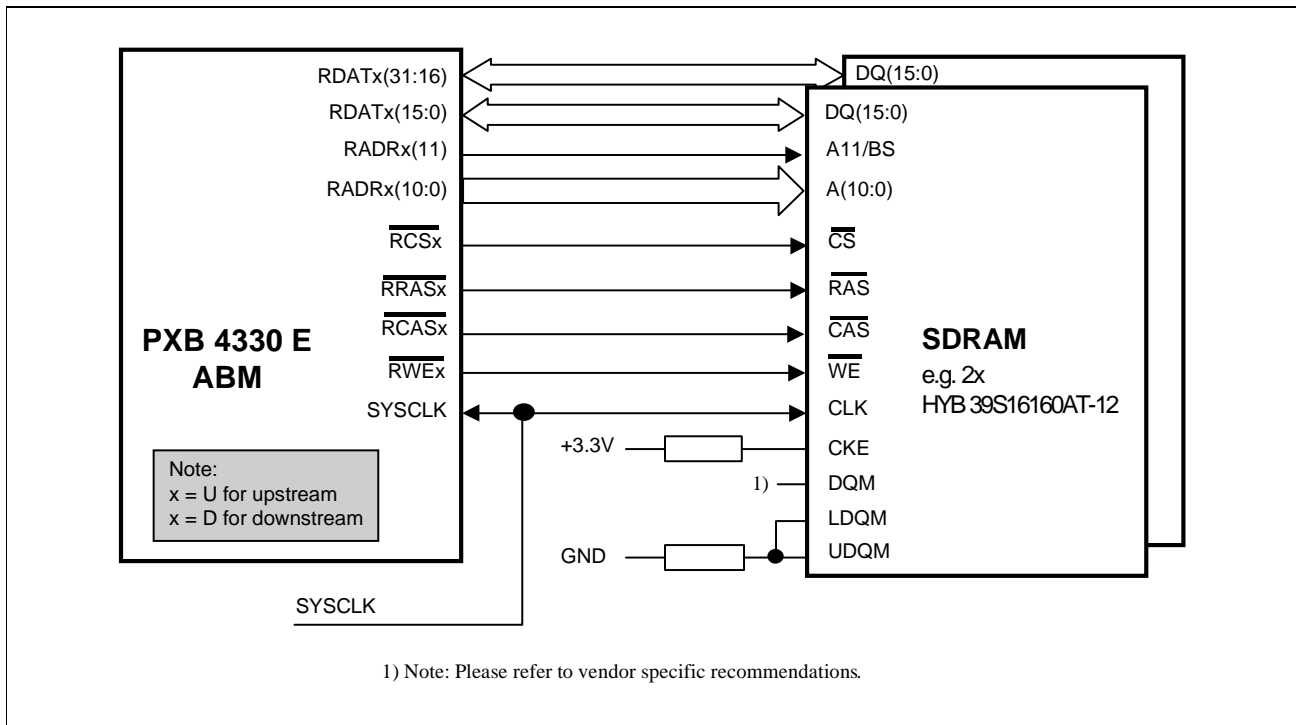 RDATx(31:16)
RDATx(15:0)
RADRx(11)
RADRx(10:0)
RCSx
RRASx
RCASx
RWEx
SYSCLK
PXB 4330 E
ABM
Note:
x = U for upstream
x = D for downstream
SYSCLK
+3.3V
1)
GND
DQ(15:0)
DQ(15:0)
A11/BS
A(10:0)
CS
RAS
CAS
WE
CLK
CKE
DQM
LDQM
UDQM
SDRAM
e.g. 2x
HYB 39S16160AT-12
1) Note: Please refer to vendor specific recommendations.